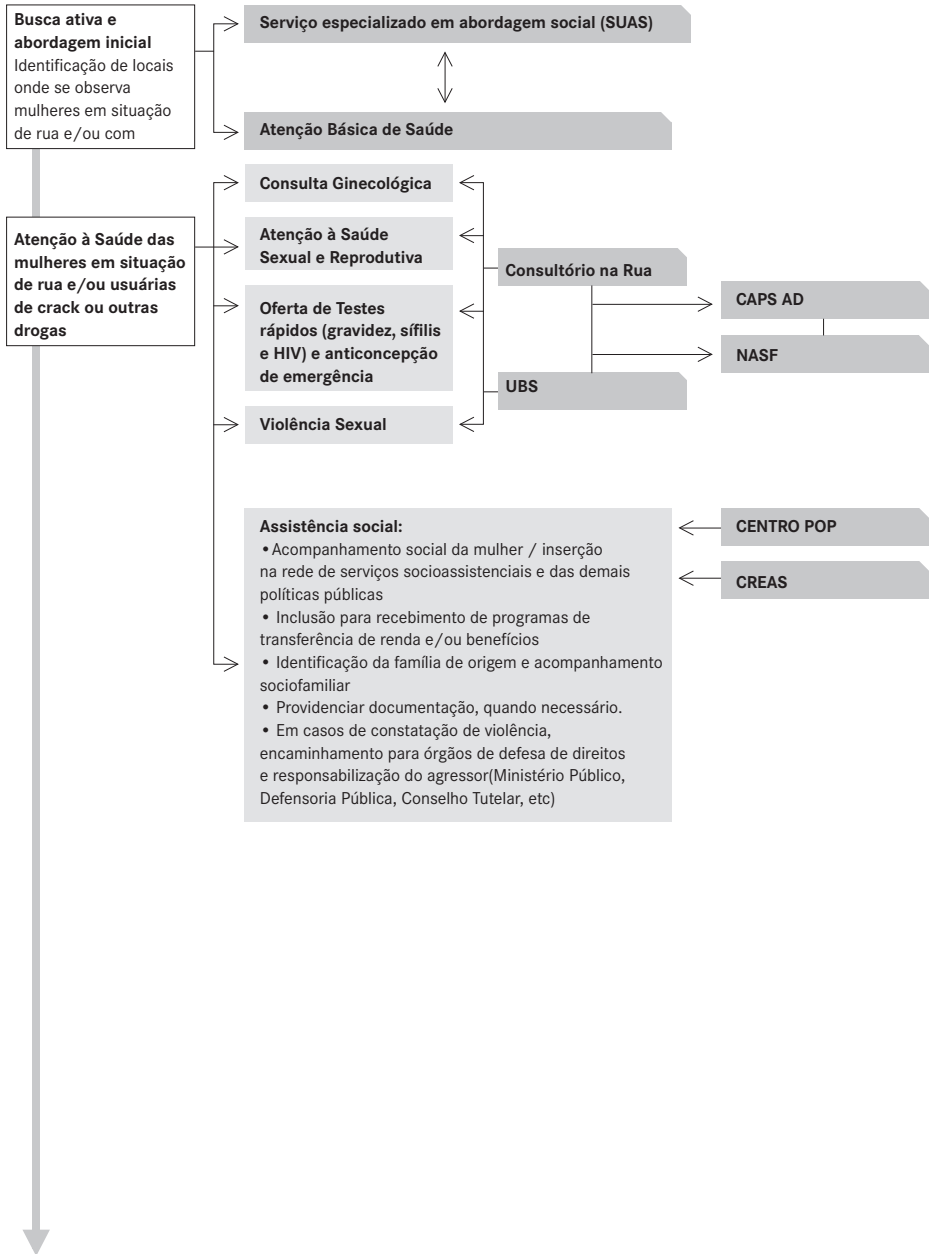 Busca ativa e
abordagem inicial
Identificação de locais
onde se observa
mulheres em situação
de rua e/ou com
Serviço especializado em abordagem social (SUAS)
Atenção Básica de Saúde
Atenção à Saúde das
mulheres em situação
de rua e/ou usuárias
de crack ou outras
drogas
Consulta Ginecológica
Atenção à Saúde
Sexual e Reprodutiva
Oferta de Testes
rápidos (gravidez, sífilis
e HIV) e anticoncepção
de emergência
Violência Sexual
Consultório na Rua
UBS
CAPS AD
NASF
Assistência social:
•Acompanhamento social da mulher / inserção
na rede de serviços socioassistenciais e das demais
políticas públicas
• Inclusão para recebimento de programas de
transferência de renda e/ou benefícios
• Identificação da família de origem e acompanhamento
sociofamiliar
• Providenciar documentação, quando necessário.
• Em casos de constatação de violência,
encaminhamento para órgãos de defesa de direitos
e responsabilização do agressor(Ministério Público,
Defensoria Pública, Conselho Tutelar, etc)
CENTRO POP
CREAS